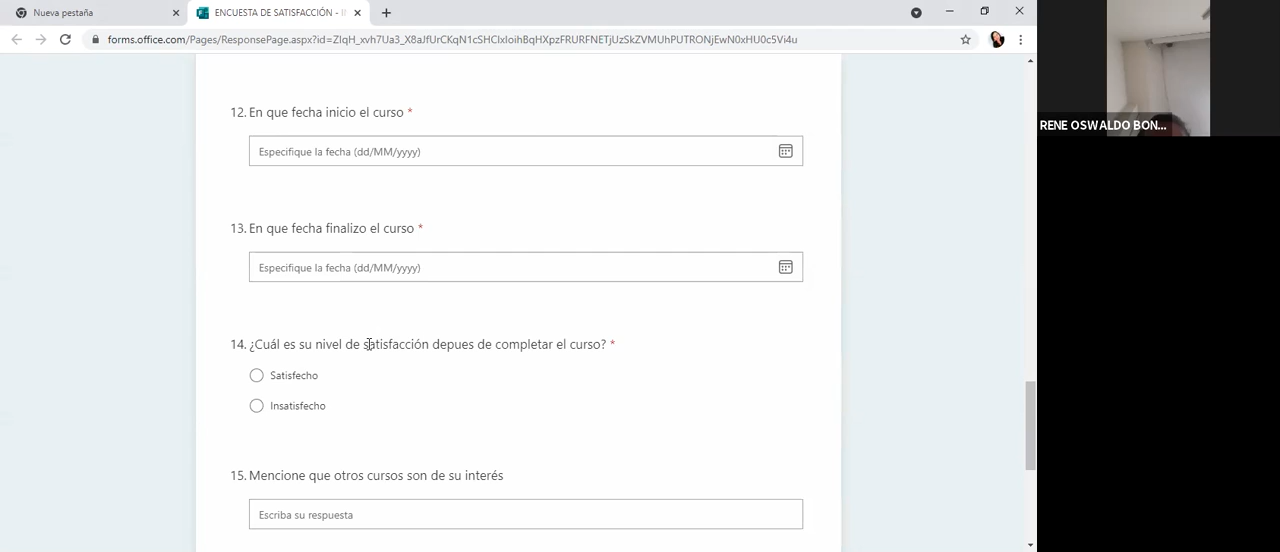 Nueva pestaña
ENCUESTA DE SATISFACCIÓN - I
forms.office.com/Pages/ResponsePage.aspx?id=ZIqH_xvh7Ua3_X8aJfUrCKqN1cSHClxIoihBqHXpzFRURFNETjUzSkZVMUhPUTRONjEwN0xHU0c5Vi4u
RENE OSWALDO BON...
12. En que fecha inicio el curso *
Especifique la fecha (dd/MM/yyyy)
13. En que fecha finalizo el curso *
Especifique la fecha (dd/MM/yyyy)
14. ¿Cuál es su nivel de satisfacción depues de completar el curso? *
Satisfecho
Insatisfecho
15. Mencione que otros cursos son de su interés
Escriba su respuesta